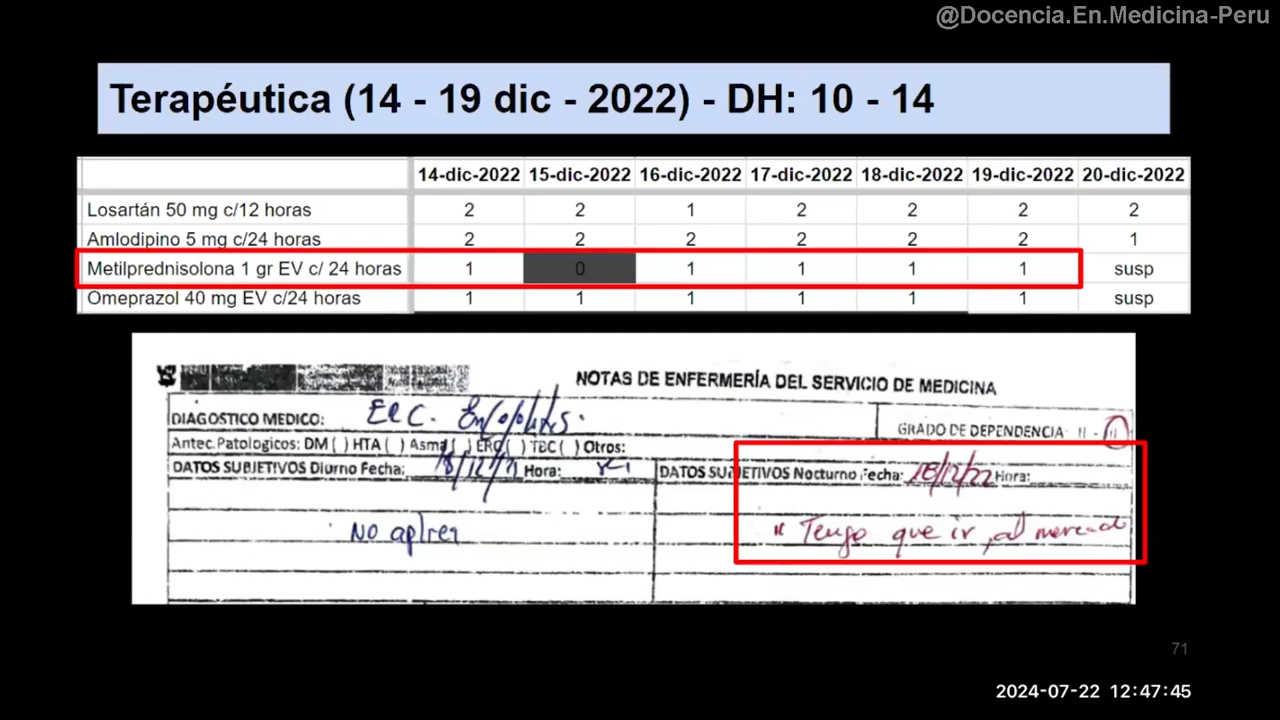 @Docencia.En.Medicina-Peru
Terapéutica (14 - 19 dic - 2022) - DH: 10 - 14
14-dic-2022 15-dic-2022 16-dic-2022 17-dic-2022 18-dic-2022 19-dic-2022 20-dic-2022
Losartán 50 mg c/12 horas 2 2 1 2 2 2 2
Amlodipino 5 mg c/24 horas 2 2 2 2 2 2 1
Metilprednisolona 1 gr EV c/ 24 horas 1 0 1 1 1 1 susp
Omeprazol 40 mg EV c/24 horas 1 1 1 1 1 1 susp
NOTAS DE ENFERMERÍA DEL SERVICIO DE MEDICINA
DIAGOSTICO MEDICO:
GRADO DE DEPENDENCIA: II - III
Antec. Patologicos: DM ( ) HTA ( ) Asma( ) ERC( ) TBC( ) Otros:
DATOS SUBJETIVOS Diurno Fecha: Hora:
DATOS SUBJETIVOS Nocturno Fecha: 18/12/22 Hora:
" Tengo que ir, al mercado
71
2024-07-22 12:47:45